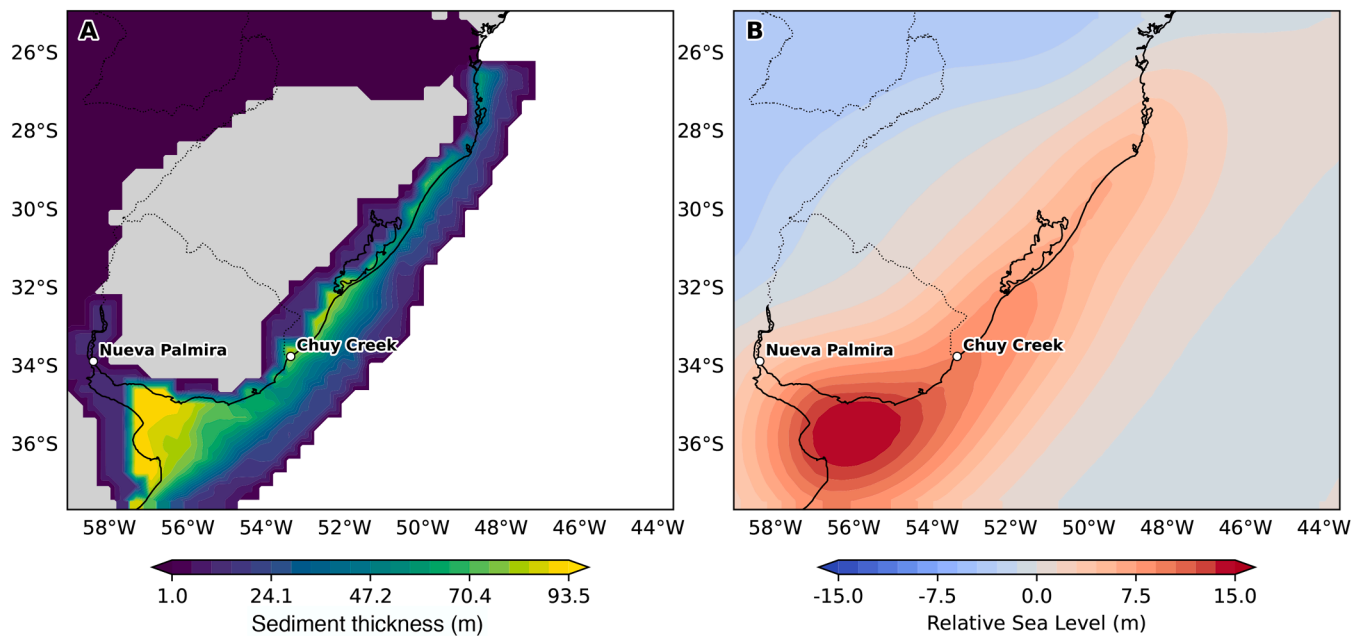 A
26°S
28°S
30°S
32°S
34°S
36°S
Nueva Palmira
Chuy Creek
58°W 56°W 54°W 52°W 50°W 48°W 46°W 44°W
1.0 24.1 47.2 70.4 93.5
Sediment thickness (m)
B
26°S
28°S
30°S
32°S
34°S
36°S
Nueva Palmira
Chuy Creek
58°W 56°W 54°W 52°W 50°W 48°W 46°W 44°W
-15.0 -7.5 0.0 7.5 15.0
Relative Sea Level (m)